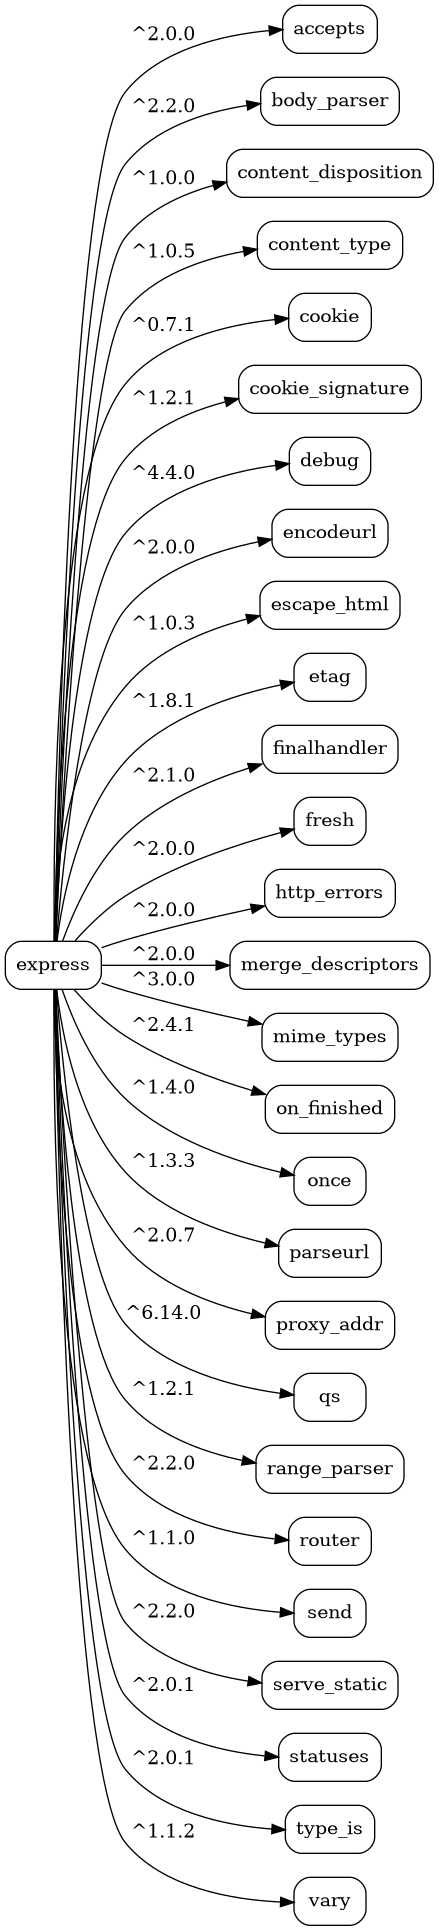 ^2.0.0
accepts
^2.2.0
body_parser
^1.0.0
content_disposition
^1.0.5
content_type
^0.7.1
cookie
^1.2.1
cookie_signature
^4.4.0
debug
^2.0.0
encodeurl
^1.0.3
escape_html
^1.8.1
etag
^2.1.0
finalhandler
^2.0.0
fresh
^2.0.0
http_errors
express
^2.0.0
merge_descriptors
^3.0.0
mime_types
^2.4.1
on_finished
^1.4.0
once
^1.3.3
parseurl
^2.0.7
proxy_addr
^6.14.0
qs
^1.2.1
range_parser
^2.2.0
router
^1.1.0
send
^2.2.0
serve_static
^2.0.1
statuses
^2.0.1
type_is
^1.1.2
vary